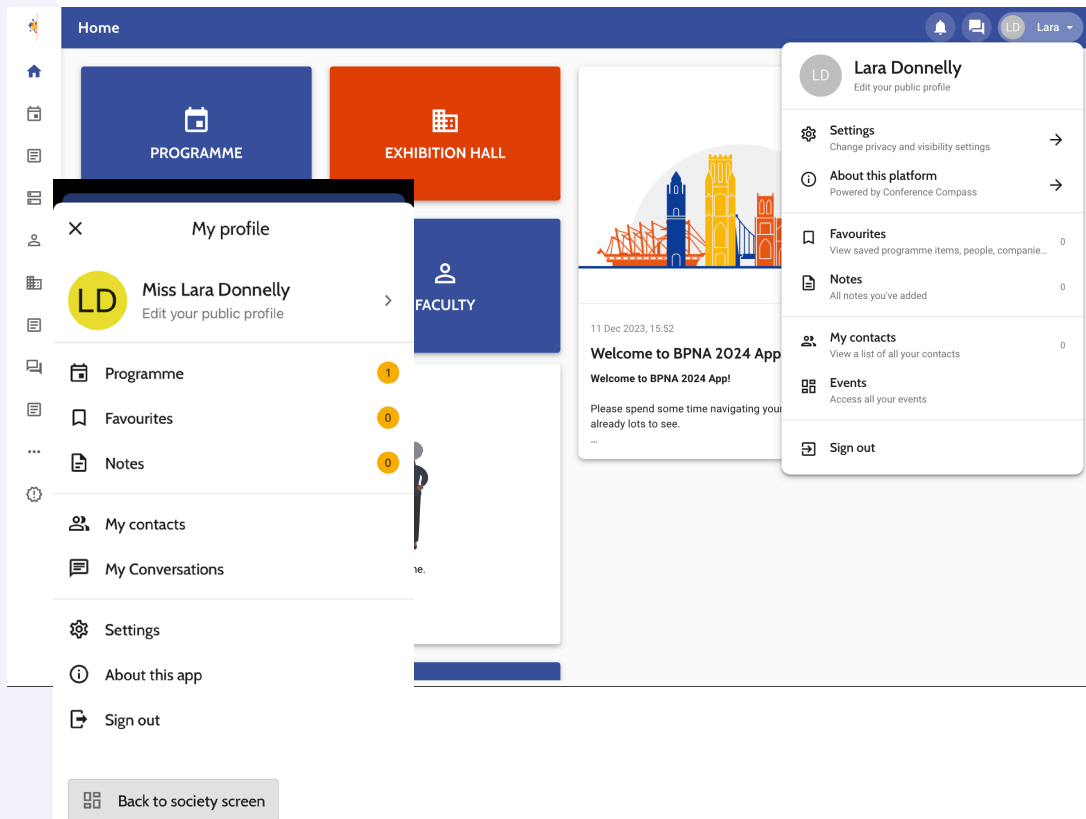 Home
LD
Lara
PROGRAMME
EXHIBITION HALL
FACULTY
11 Dec 2023, 15:52
Welcome to BPNA 2024 App
Welcome to BPNA 2024 App!
Please spend some time navigating your
already lots to see.
...
LD
Lara Donnelly
Edit your public profile
Settings
Change privacy and visibility settings
About this platform
Powered by Conference Compass
Favourites
View saved programme items, people, companie...
0
Notes
All notes you've added
0
My contacts
View a list of all your contacts
0
Events
Access all your events
Sign out
My profile
LD
Miss Lara Donnelly
Edit your public profile
Programme
1
Favourites
0
Notes
0
My contacts
My Conversations
Settings
About this app
Sign out
Back to society screen